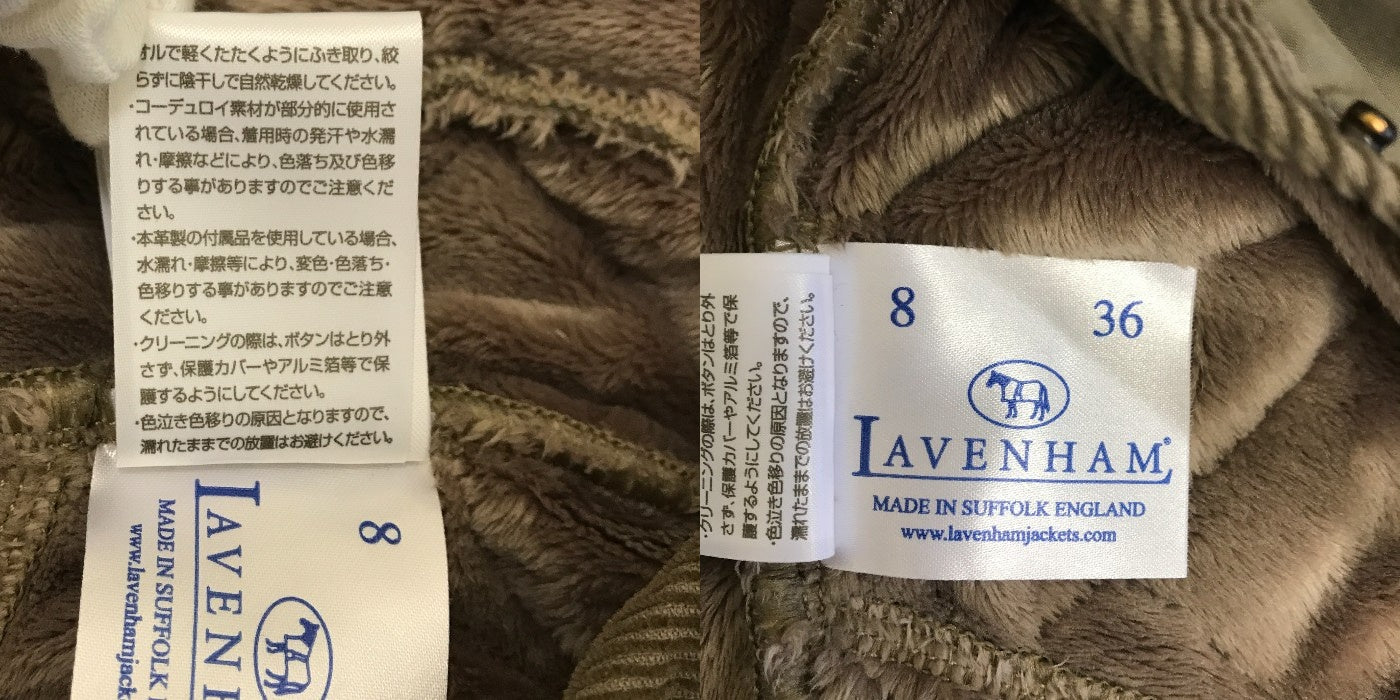 オルで軽くたたくようにふき取り、絞
らずに陰干しで自然乾燥してください。
・コーデュロイ素材が部分的に使用さ
れている場合、着用時の発汗や水濡
れ・摩擦などにより、色落ち及び色移
りする事がありますのでご注意くだ
さい。
・本革製の付属品を使用している場合、
水濡れ・摩擦等により、変色・色落ち・
色移りする事がありますのでご注意
ください。
・クリーニングの際は、ボタンはとり外
さず、保護カバーやアルミ箔等で保
護するようにしてください。
・色泣き色移りの原因となりますので、
濡れたままでの放置はお避けください。
8
LAVENH
MADE IN SUFFOLK
www.lavenhamjack
・クリーニングの際は、ボタンはとり外
さず、保護カバーやアルミ箔等で保
護するようにしてください。
・色泣き色移りの原因となりますので、
濡れたままでの放置はお避けください。
8 36
LAVENHAM®
MADE IN SUFFOLK ENGLAND
www.lavenhamjackets.com